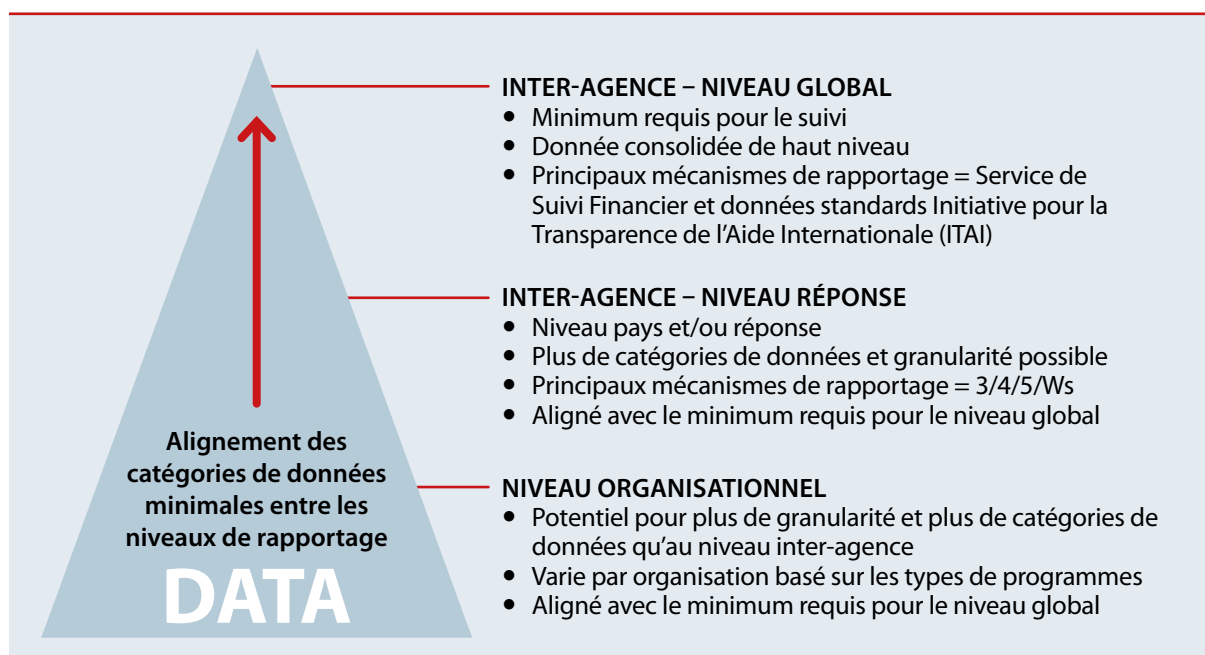 INTER-AGENCE – NIVEAU GLOBAL
• Minimum requis pour le suivi
• Donnée consolidée de haut niveau
• Principaux mécanismes de rapportage = Service de
Suivi Financier et données standards Initiative pour la
Transparence de l’Aide Internationale (ITAI)
INTER-AGENCE – NIVEAU RÉPONSE
• Niveau pays et/ou réponse
• Plus de catégories de données et granularité possible
• Principaux mécanismes de rapportage = 3/4/5/Ws
• Aligné avec le minimum requis pour le niveau global
NIVEAU ORGANISATIONNEL
• Potentiel pour plus de granularité et plus de catégories de
données qu’au niveau inter-agence
• Varie par organisation basé sur les types de programmes
• Aligné avec le minimum requis pour le niveau global
Alignement des
catégories de données
minimales entre les
niveaux de rapportage
DATA